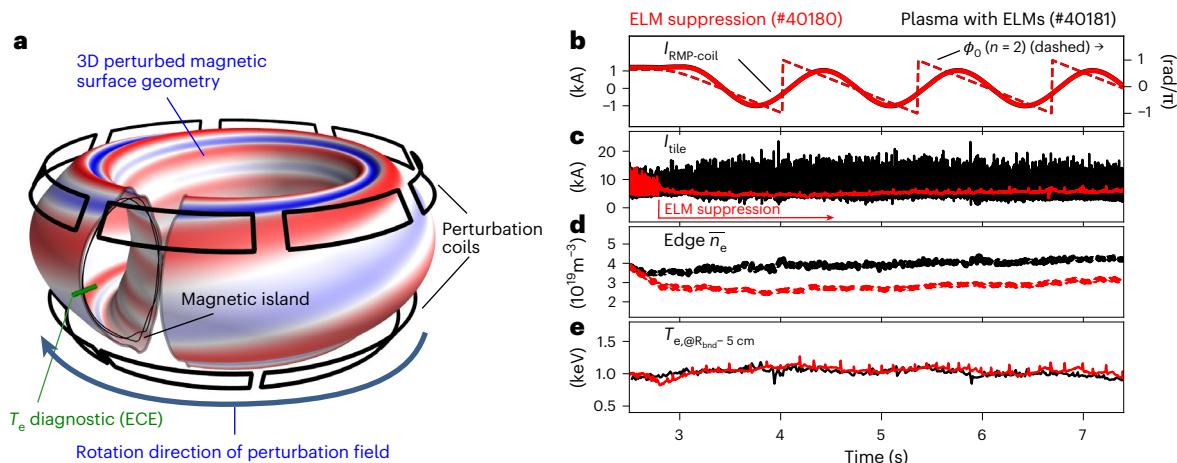 a
3D perturbed magnetic
surface geometry
Perturbation
coils
Magnetic island
T_e diagnostic (ECE)
Rotation direction of perturbation field
ELM suppression (#40180)
Plasma with ELMs (#40181)
b
I_RMP-coil
ϕ_0 (n = 2) (dashed) →
(kA)
1
0
−1
1
0
−1
(rad/π)
c
I_tile
(kA)
20
10
0
ELM suppression
d
Edge n̅_e
(10^19 m^−3)
5
4
3
2
e
T_e,@R_bnd − 5 cm
(keV)
1.5
1.0
0.5
3 4 5 6 7
Time (s)